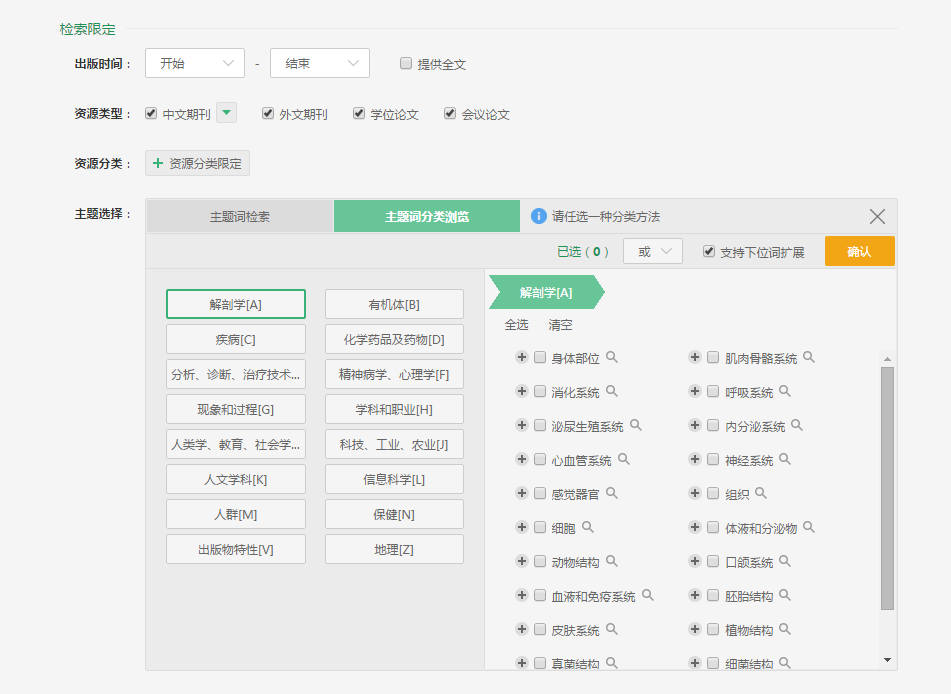 检索限定
出版时间： 开始 - 结束 提供全文
资源类型： 中文期刊 外文期刊 学位论文 会议论文
资源分类： + 资源分类限定
主题选择： 主题词检索 主题词分类浏览 请任选一种分类方法
已选 ( 0 ) 或 支持下位词扩展 确认
解剖学[A] 有机体[B]
疾病[C] 化学药品及药物[D]
分析、诊断、治疗技术... 精神病学、心理学[F]
现象和过程[G] 学科和职业[H]
人类学、教育、社会学... 科技、工业、农业[J]
人文学科[K] 信息科学[L]
人群[M] 保健[N]
出版物特性[V] 地理[Z]
解剖学[A]
全选 清空
身体部位 肌肉骨骼系统
消化系统 呼吸系统
泌尿生殖系统 内分泌系统
心血管系统 神经系统
感觉器官 组织
细胞 体液和分泌物
动物结构 口颌系统
血液和免疫系统 胚胎结构
皮肤系统 植物结构
真菌结构 细菌结构